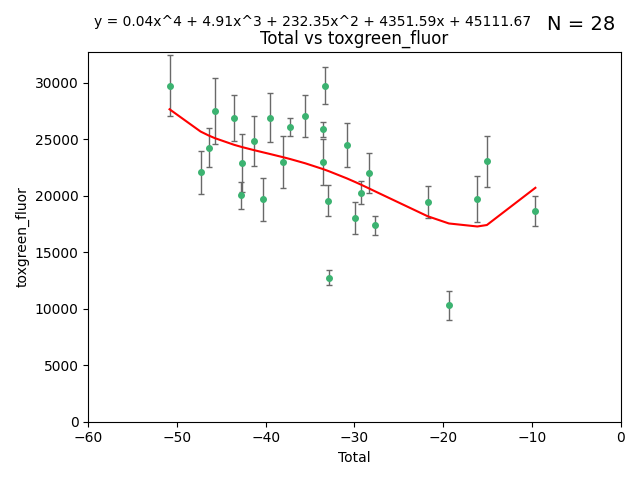 y = 0.04x^4 + 4.91x^3 + 232.35x^2 + 4351.59x + 45111.67
N = 28
Total vs toxgreen_fluor
30000
25000
20000
15000
10000
5000
0
toxgreen_fluor
−60
−50
−40
−30
−20
−10
0
Total